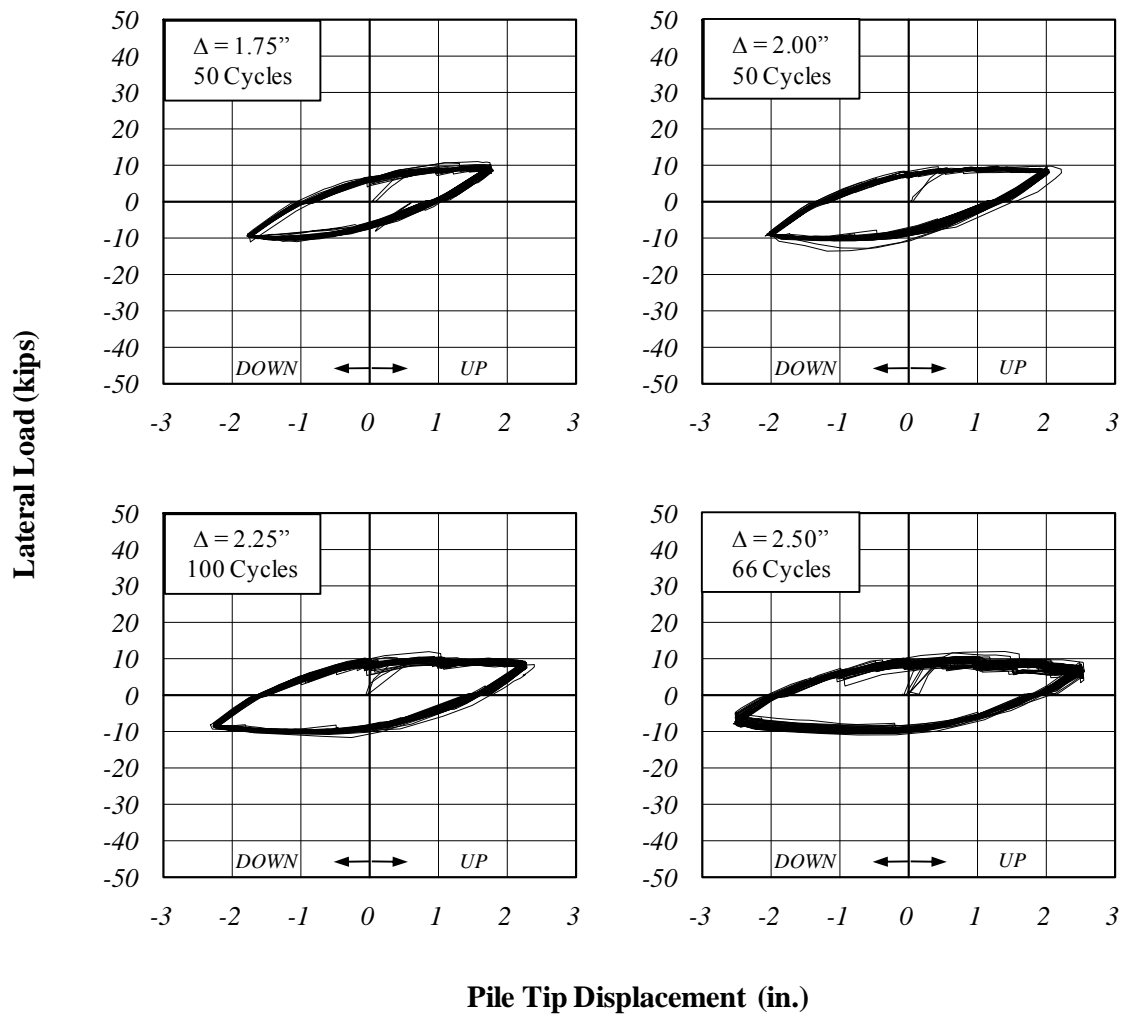 50
40
30
20
10
0
-10
-20
-30
-40
-50
Δ = 1.75”
50 Cycles
DOWN UP
-3 -2 -1 0 1 2 3
50
40
30
20
10
0
-10
-20
-30
-40
-50
Δ = 2.00”
50 Cycles
DOWN UP
-3 -2 -1 0 1 2 3
Lateral Load (kips)
50
40
30
20
10
0
-10
-20
-30
-40
-50
Δ = 2.25”
100 Cycles
DOWN UP
-3 -2 -1 0 1 2 3
50
40
30
20
10
0
-10
-20
-30
-40
-50
Δ = 2.50”
66 Cycles
DOWN UP
-3 -2 -1 0 1 2 3
Pile Tip Displacement (in.)